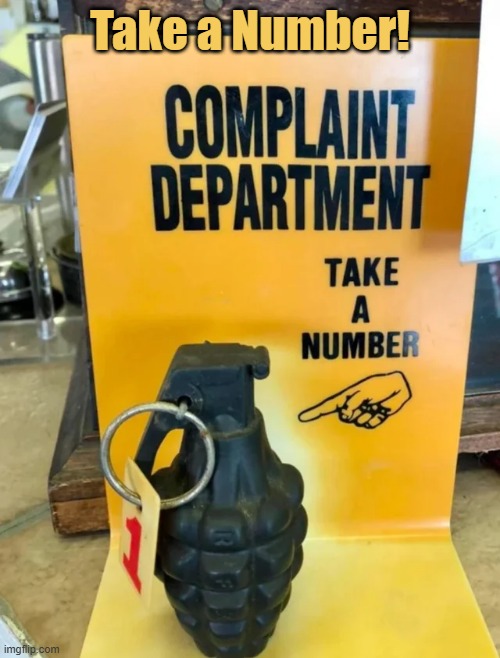 Take a Number!
COMPLAINT
DEPARTMENT
TAKE
A
NUMBER
1
imgflip.com